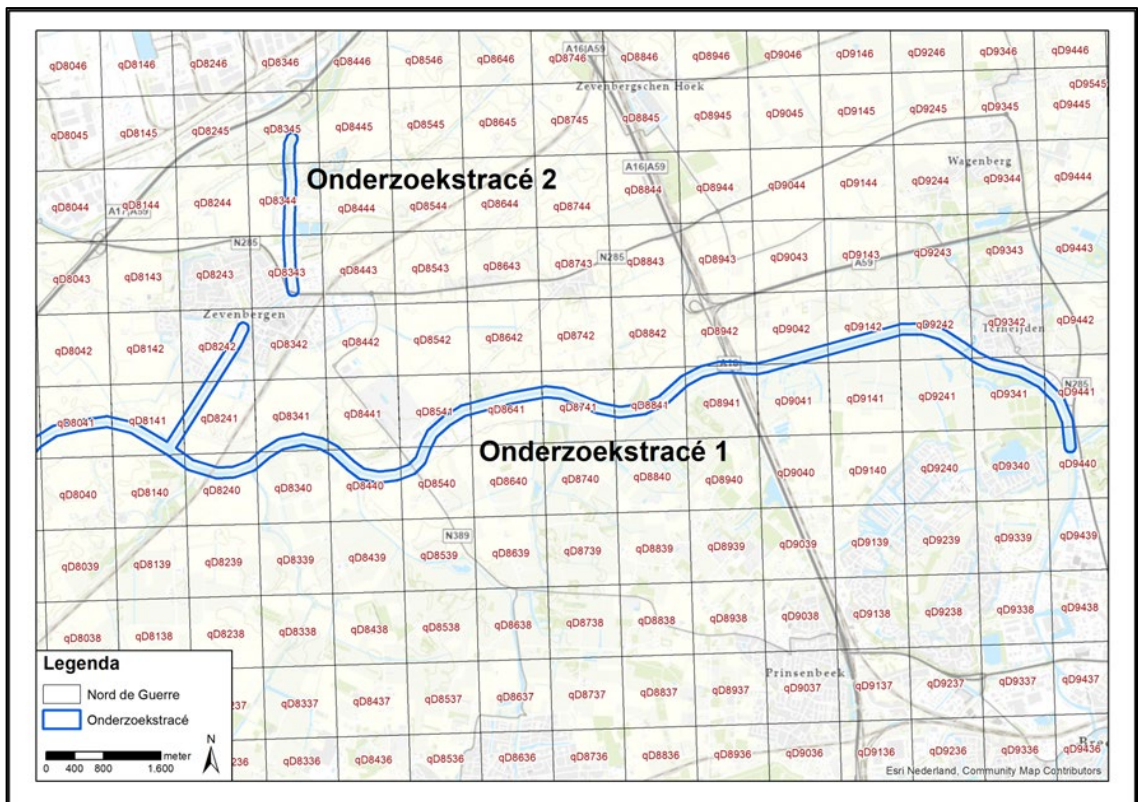 qD8046 qD8146 qD8246 qD8346 qD8446 qD8546 qD8646 qD8746 qD8846 qD8946 qD9046 qD9146 qD9246 qD9346 qD9446
A16|A59
Zevenbergschen Hoek
qD9545
qD8045 qD8145 qD8245 qD8345 qD8445 qD8545 qD8645 qD8745 qD8845 qD8945 qD9045 qD9145 qD9245 qD9345 qD9445
Wagenberg
A16|A59
Onderzoekstracé 2
qD8044 qD8144 qD8244 qD8344 qD8444 qD8544 qD8644 qD8744 qD8844 qD8944 qD9044 qD9144 qD9244 qD9344 qD9444
A17|A59
N285
N285
A59
qD8043 qD8143 qD8243 qD8343 qD8443 qD8543 qD8643 qD8743 qD8843 qD8943 qD9043 qD9143 qD9243 qD9343 qD9443
Zevenbergen
Terheijden
qD8042 qD8142 qD8242 qD8342 qD8442 qD8542 qD8642 qD8742 qD8842 qD8942 qD9042 qD9142 qD9242 qD9342 qD9442
A16
N285
qD8041 qD8141 qD8241 qD8341 qD8441 qD8541 qD8641 qD8741 qD8841 qD8941 qD9041 qD9141 qD9241 qD9341 qD9441
Onderzoekstracé 1
qD8040 qD8140 qD8240 qD8340 qD8440 qD8540 qD8640 qD8740 qD8840 qD8940 qD9040 qD9140 qD9240 qD9340 qD9440
N389
qD8039 qD8139 qD8239 qD8339 qD8439 qD8539 qD8639 qD8739 qD8839 qD8939 qD9039 qD9139 qD9239 qD9339 qD9439
qD8038 qD8138 qD8238 qD8338 qD8438 qD8538 qD8638 qD8738 qD8838 qD8938 qD9038 qD9138 qD9238 qD9338 qD9438
Prinsenbeek
237 qD8337 qD8437 qD8537 qD8637 qD8737 qD8837 qD8937 qD9037 qD9137 qD9237 qD9337 qD9437
236 qD8336 qD8436 qD8536 qD8636 qD8736 qD8836 qD8936 qD9036 qD9136 qD9236 qD9336 qD9436
Legenda
Nord de Guerre
Onderzoekstracé
N
meter
0 400 800 1.600
Esri Nederland, Community Map Contributors